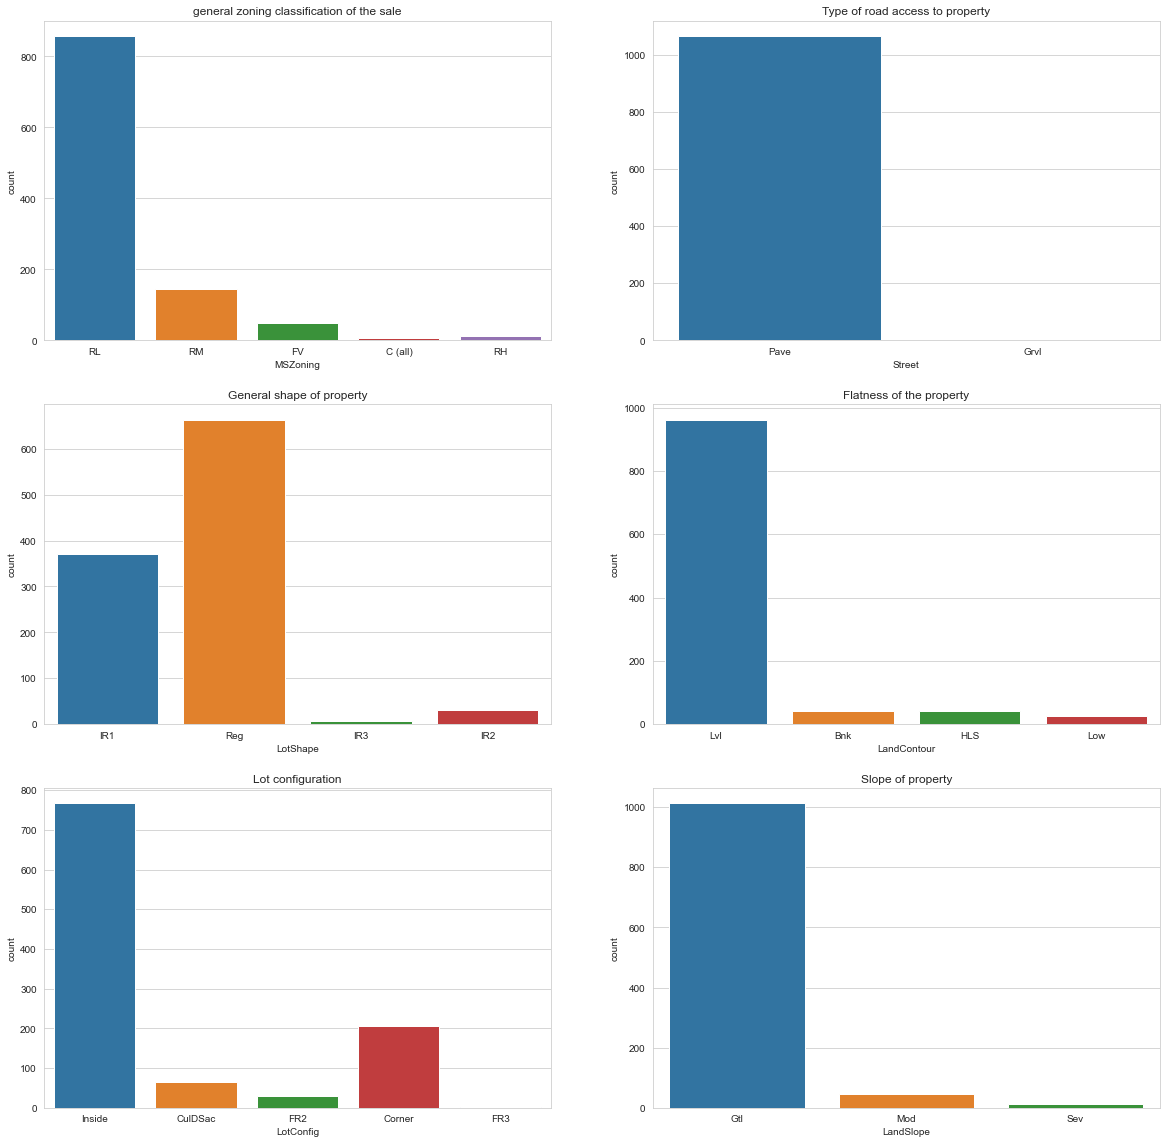 general zoning classification of the sale
800
600
400
200
0
count
RL RM FV C (all) RH
MSZoning
Type of road access to property
1000
800
600
400
200
0
count
Pave Grvl
Street
General shape of property
600
500
400
300
200
100
0
count
IR1 Reg IR3 IR2
LotShape
Flatness of the property
1000
800
600
400
200
0
count
Lvl Bnk HLS Low
LandContour
Lot configuration
800
700
600
500
400
300
200
100
0
count
Inside CulDSac FR2 Corner FR3
LotConfig
Slope of property
1000
800
600
400
200
0
count
Gtl Mod Sev
LandSlope